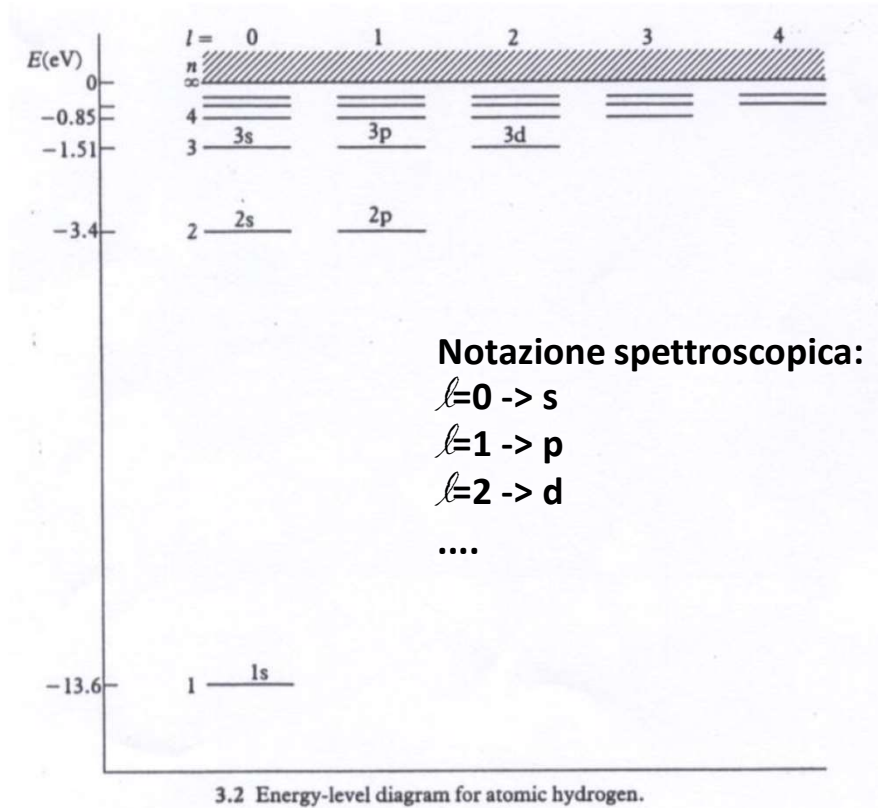 l = 0 1 2 3 4
E(eV)
n
0 ∞
−0.85 4
3s 3p 3d
−1.51 3
2s 2p
−3.4 2
Notazione spettroscopica:
ℓ=0 -> s
ℓ=1 -> p
ℓ=2 -> d
....
1s
−13.6 1
3.2 Energy-level diagram for atomic hydrogen.